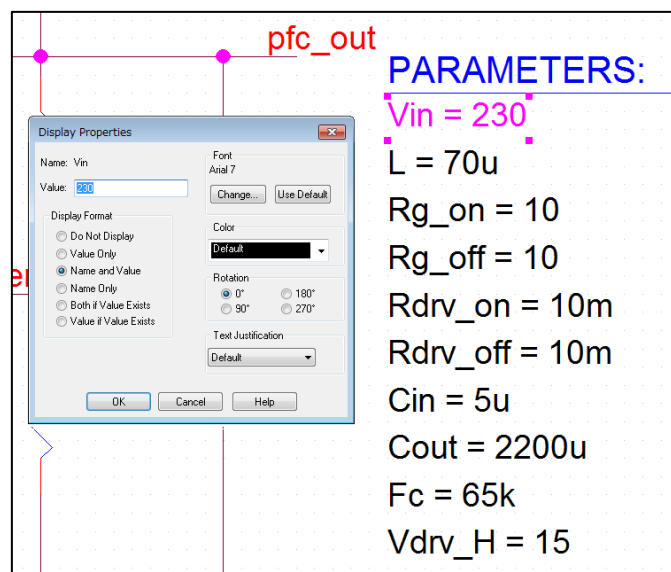 pfc_out
PARAMETERS:
Vin = 230
L = 70u
Rg_on = 10
Rg_off = 10
Rdrv_on = 10m
Rdrv_off = 10m
Cin = 5u
Cout = 2200u
Fc = 65k
Vdrv_H = 15
Display Properties
Name: Vin
Value: 230
Display Format
Do Not Display
Value Only
Name and Value
Name Only
Both if Value Exists
Value if Value Exists
Font
Arial 7
Change... Use Default
Color
Default
Rotation
0° 180°
90° 270°
Text Justification
Default
OK Cancel Help
er